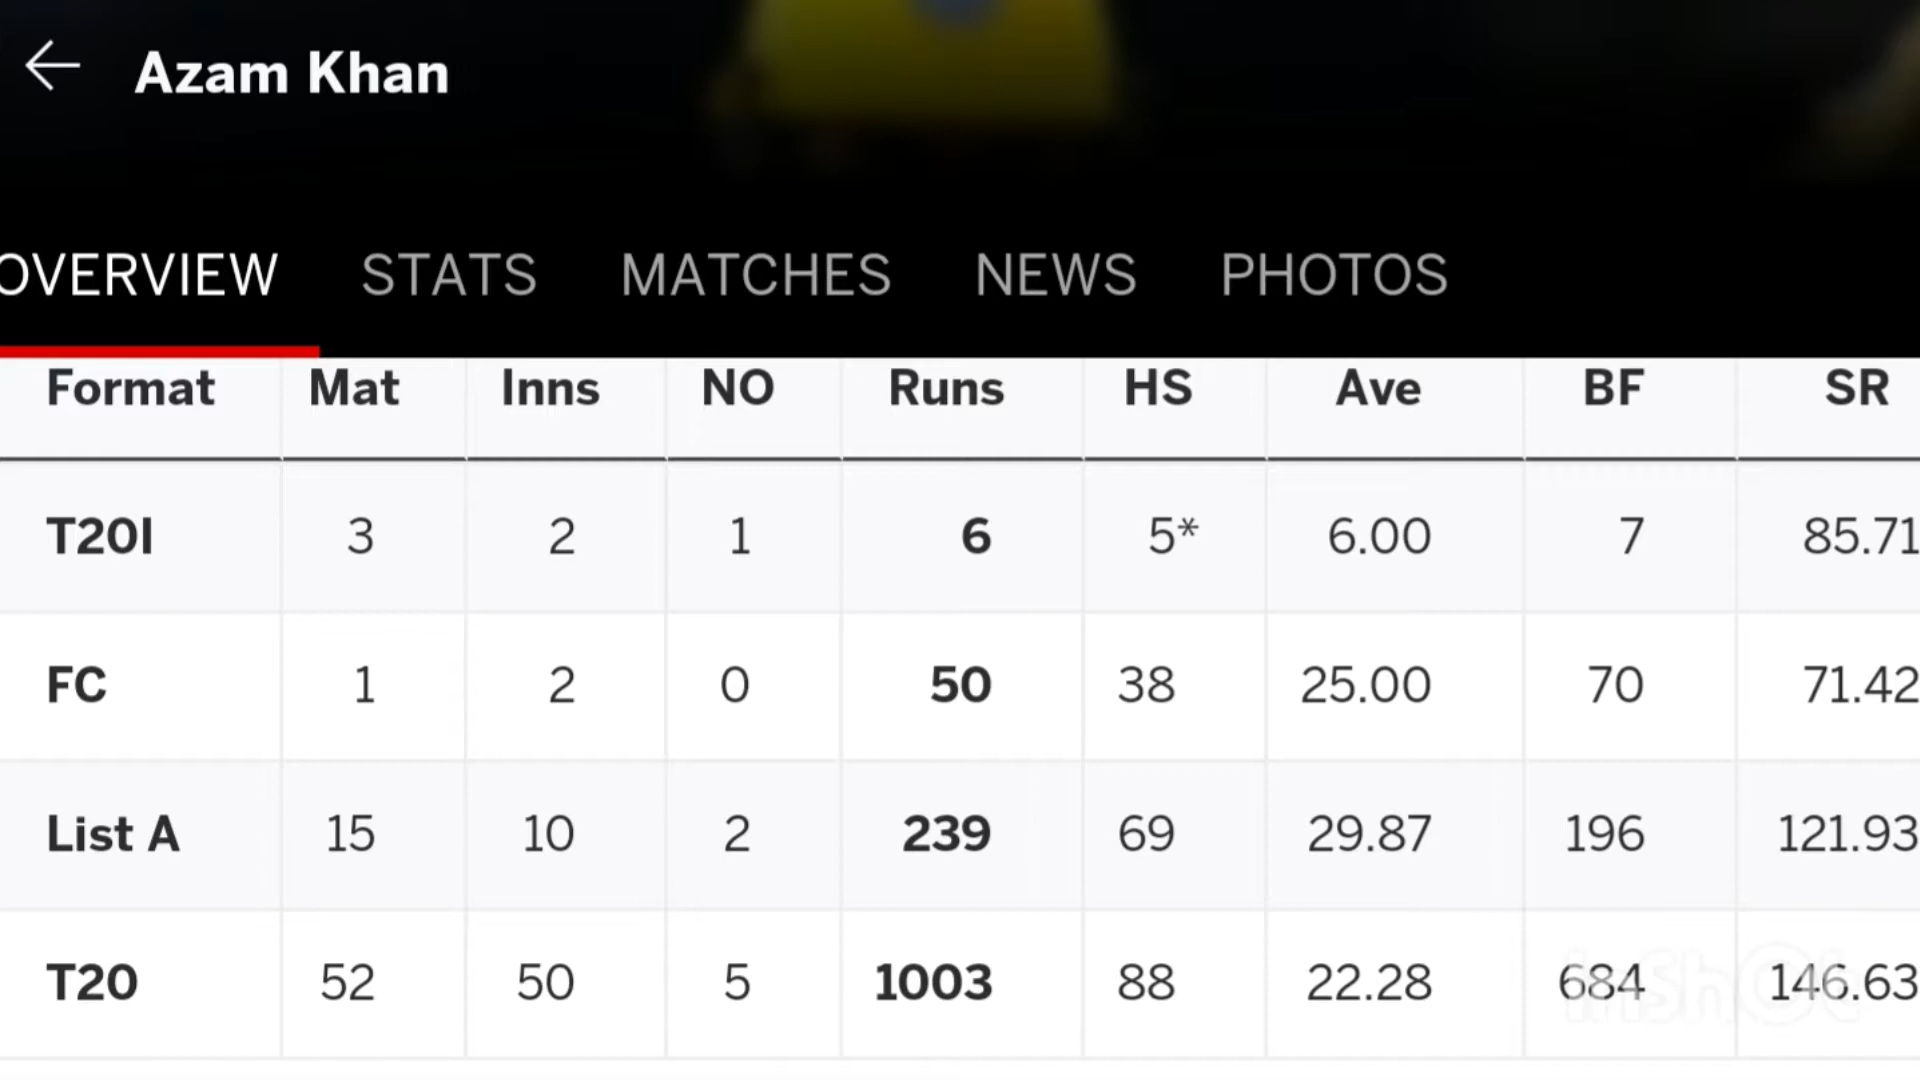 Azam Khan
OVERVIEW STATS MATCHES NEWS PHOTOS
Format Mat Inns NO Runs HS Ave BF SR
T20I 3 2 1 6 5* 6.00 7 85.71
FC 1 2 0 50 38 25.00 70 71.42
List A 15 10 2 239 69 29.87 196 121.93
T20 52 50 5 1003 88 22.28 684 146.63
InShOt